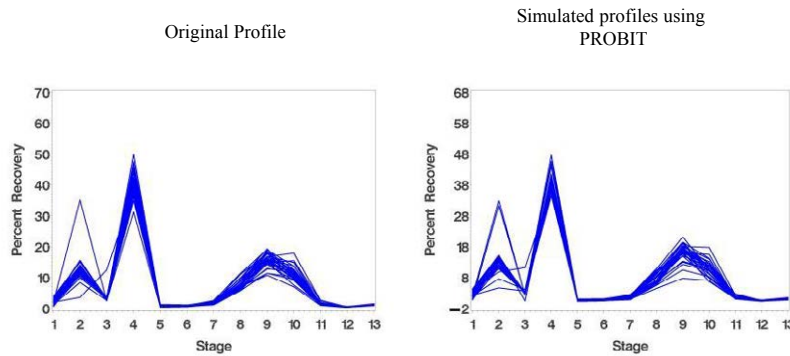 Original Profile
Simulated profiles using
PROBIT
Percent Recovery
70
60
50
40
30
20
10
0
1 2 3 4 5 6 7 8 9 10 11 12 13
Stage
Percent Recovery
68
58
48
38
28
18
8
−2
1 2 3 4 5 6 7 8 9 10 11 12 13
Stage